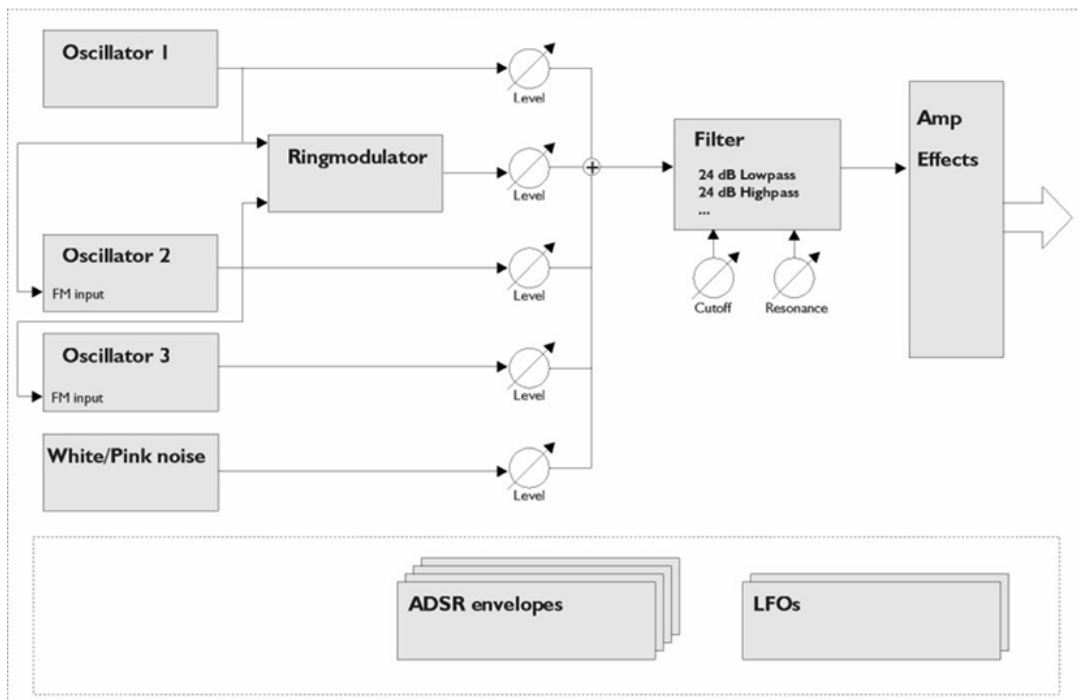 Oscillator 1
Level
Ringmodulator
Level
Oscillator 2
FM input
Level
Oscillator 3
FM input
Level
White/Pink noise
Level
Filter
24 dB Lowpass
24 dB Highpass
...
Cutoff
Resonance
Amp
Effects
ADSR envelopes
LFOs